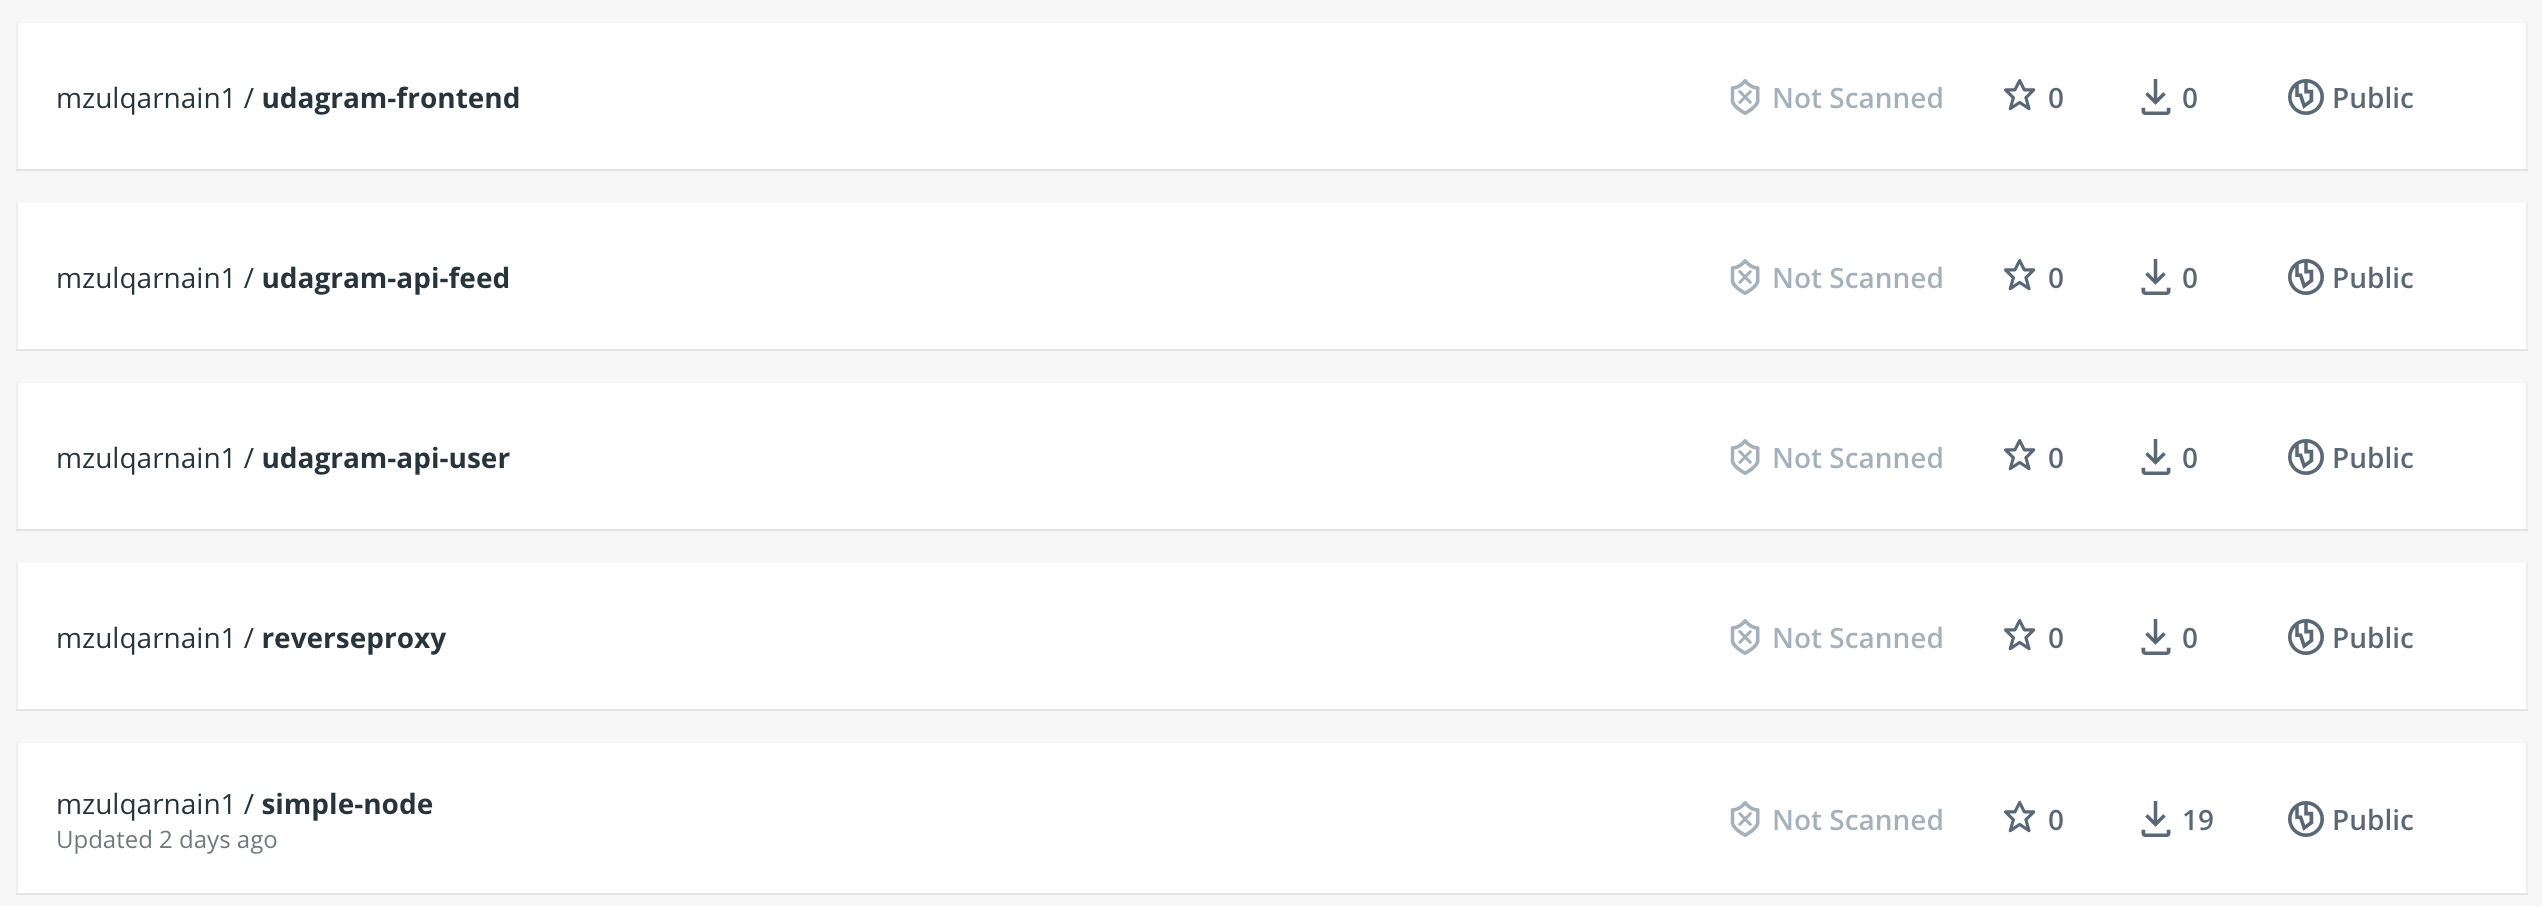 mzulqarnain1 / udagram-frontend Not Scanned 0 0 Public
mzulqarnain1 / udagram-api-feed Not Scanned 0 0 Public
mzulqarnain1 / udagram-api-user Not Scanned 0 0 Public
mzulqarnain1 / reverseproxy Not Scanned 0 0 Public
mzulqarnain1 / simple-node Not Scanned 0 19 Public
Updated 2 days ago